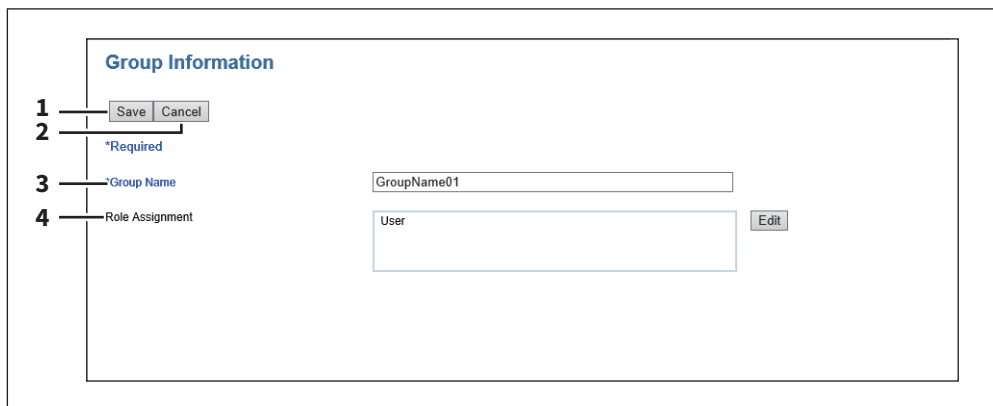 Group Information
1 Save Cancel
2
*Required
3 *Group Name GroupName01
4 Role Assignment User Edit